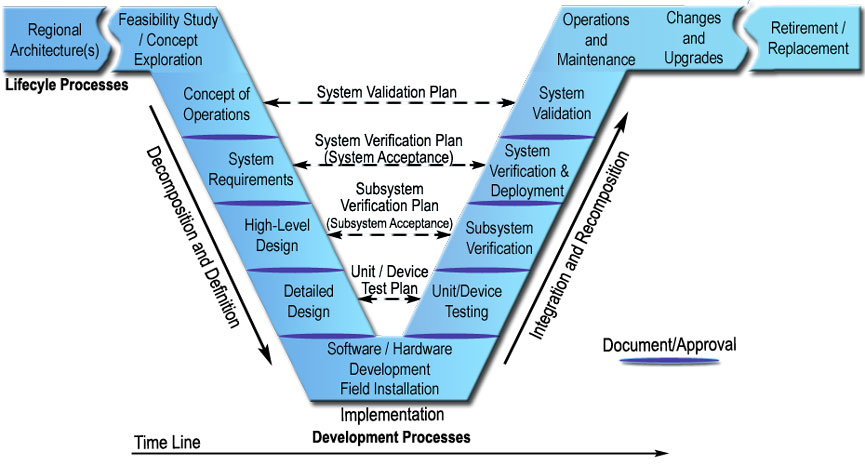 Regional
Architecture(s)
Feasibility Study
/ Concept
Exploration
Operations
and
Maintenance
Changes
and
Upgrades
Retirement /
Replacement
Lifecyle Processes
Concept of
Operations
System Validation Plan
System
Validation
System
Requirements
System Verification Plan
(System Acceptance)
System
Verification &
Deployment
High-Level
Design
Subsystem
Verification Plan
(Subsystem Acceptance)
Subsystem
Verification
Detailed
Design
Unit / Device
Test Plan
Unit/Device
Testing
Decomposition and Definition
Integration and Recomposition
Software / Hardware
Development
Field Installation
Document/Approval
Implementation
Development Processes
Time Line